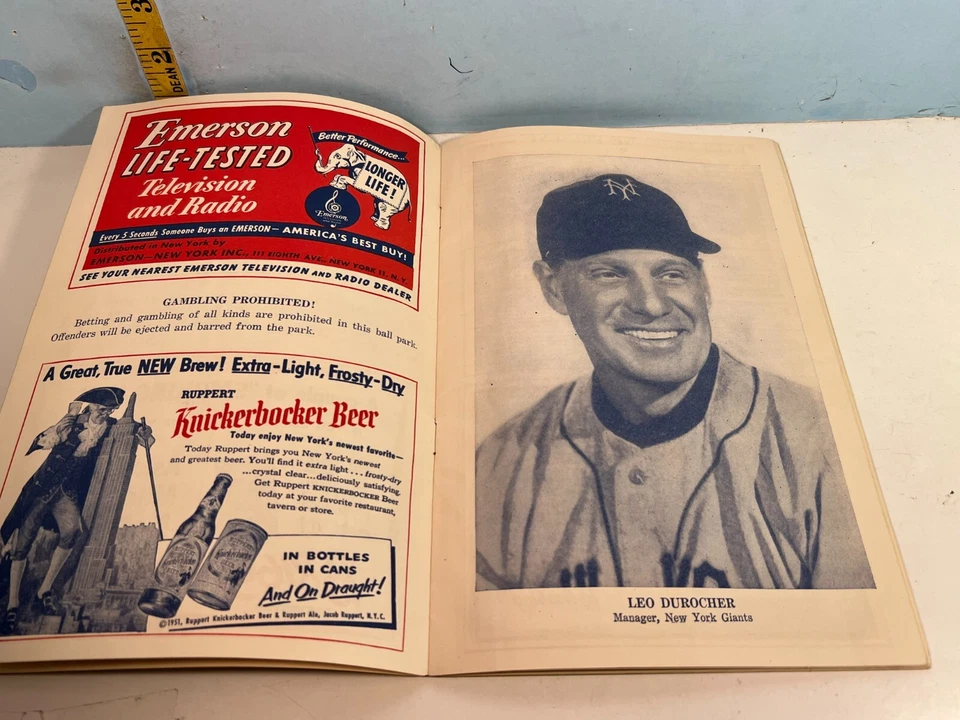 3
2
DEAN
Emerson
LIFE-TESTED
Television
and Radio
Better Performance...
LONGER
LIFE!
Emerson
Every 5 Seconds Someone Buys an EMERSON—AMERICA'S BEST BUY!
Distributed in New York by
EMERSON—NEW YORK INC., 111 EIGHTH AVE., NEW YORK 11, N.Y.
SEE YOUR NEAREST EMERSON TELEVISION AND RADIO DEALER
GAMBLING PROHIBITED!
Betting and gambling of all kinds are prohibited in this ball park.
Offenders will be ejected and barred from the park.
A Great, True NEW Brew! Extra-Light, Frosty-Dry
RUPPERT
Knickerbocker Beer
Today enjoy New York's newest favorite—
Today Ruppert brings you New York's newest
and greatest beer. You'll find it extra light . . . frosty-dry
...crystal clear...deliciously satisfying.
Get Ruppert KNICKERBOCKER Beer
today at your favorite restaurant,
tavern or store.
Knickerbocker
IN BOTTLES
IN CANS
And On Draught!
©1951, Ruppert Knickerbocker Beer & Ruppert Ale, Jacob Ruppert, N.Y.C.
NY
LEO DUROCHER
Manager, New York Giants